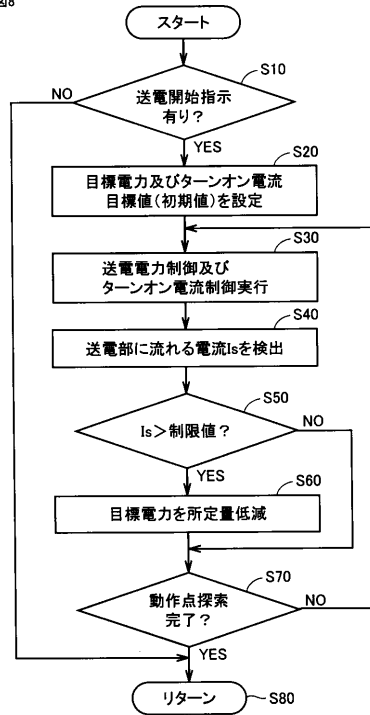 図8
スタート
S10
NO
送電開始指示
有り？
YES
S20
目標電力及びターンオン電流
目標値（初期値）を設定
S30
送電電力制御及び
ターンオン電流制御実行
S40
送電部に流れる電流Isを検出
S50
Is＞制限値？
NO
YES
S60
目標電力を所定量低減
S70
動作点探索
完了？
NO
YES
リターン
S80